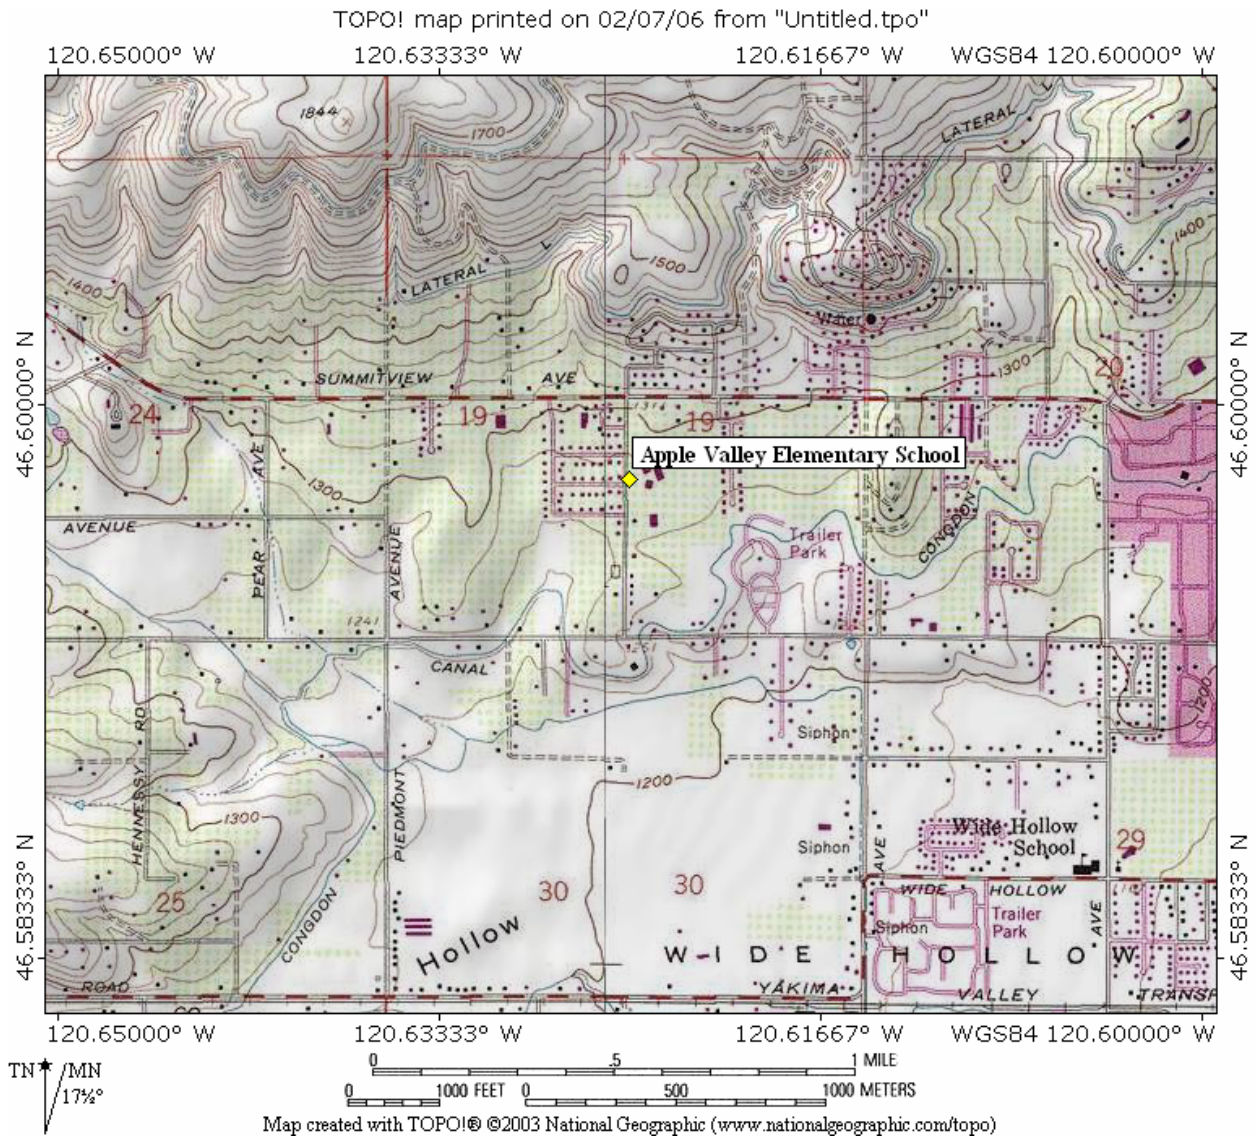 TOPO! map printed on 02/07/06 from "Untitled.tpo"
120.65000° W 120.63333° W 120.61667° W WGS84 120.60000° W
1844
1700
LATERAL L
LATERAL L
1500
1400
1400
Water
1300
20
SUMMITVIEW AVE
46.60000° N
46.60000° N
24
19
1314
19
Apple Valley Elementary School
AVE
1300
AVENUE
PEAR
AVENUE
CONGDON
Trailer
Park
1241
1251
CANAL
1200
RD
Siphon
1200
HENNESSY
PIEDMONT
1300
Wide Hollow
School
29
Siphon
AVE
46.58333° N
46.58333° N
25
30
30
WIDE HOLLOW
Trailer
Park
AVE
Siphon
CONGDON
Hollow
WIDE HOLLOW
ROAD
YAKIMA VALLEY TRANSP
120.65000° W 120.63333° W 120.61667° W WGS84 120.60000° W
TN MN
17½°
0 .5 1 MILE
0 1000 FEET 0 500 1000 METERS
Map created with TOPO!® ©2003 National Geographic (www.nationalgeographic.com/topo)